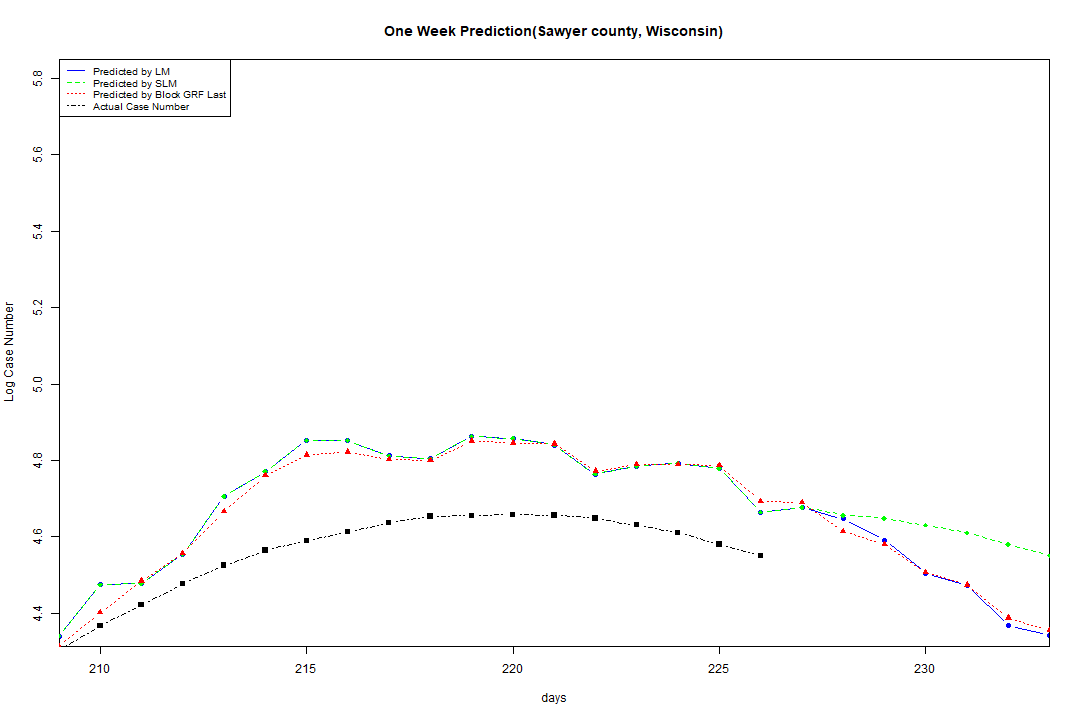 One Week Prediction(Sawyer county, Wisconsin)
Predicted by LM
Predicted by SLM
Predicted by Block GRF Last
Actual Case Number
5.8
5.6
5.4
5.2
5.0
4.8
4.6
4.4
Log Case Number
210 215 220 225 230
days